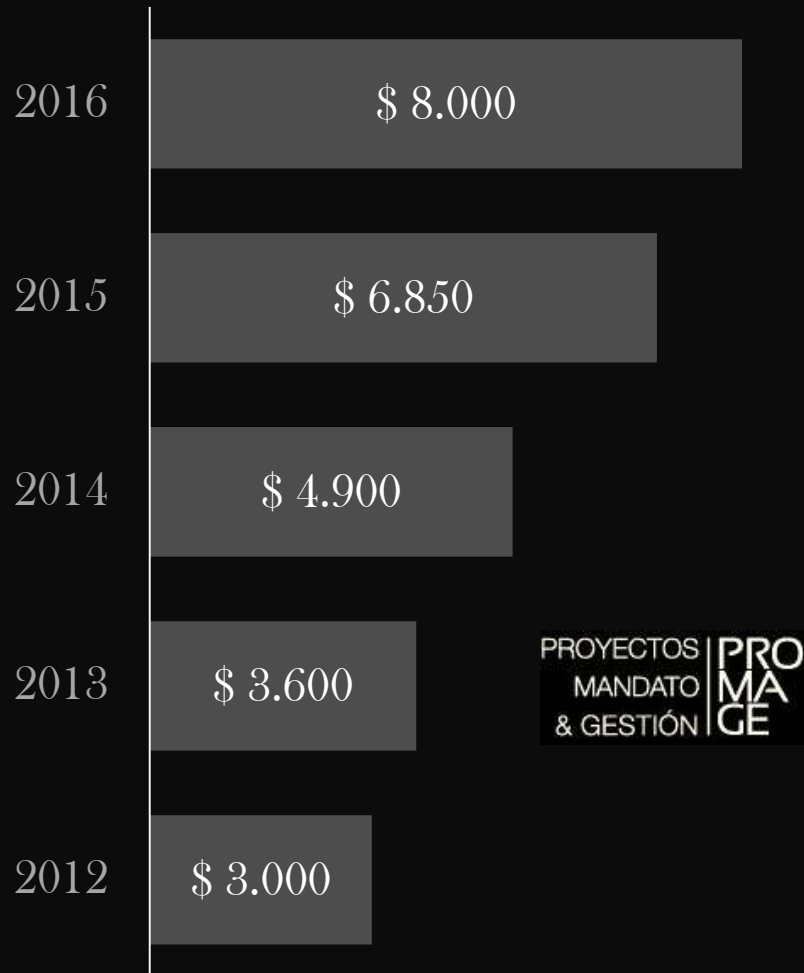 2016
$ 8.000
2015
$ 6.850
2014
$ 4.900
2013
$ 3.600
PROYECTOS
MANDATO
& GESTIÓN
PRO
MA
GE
2012
$ 3.000